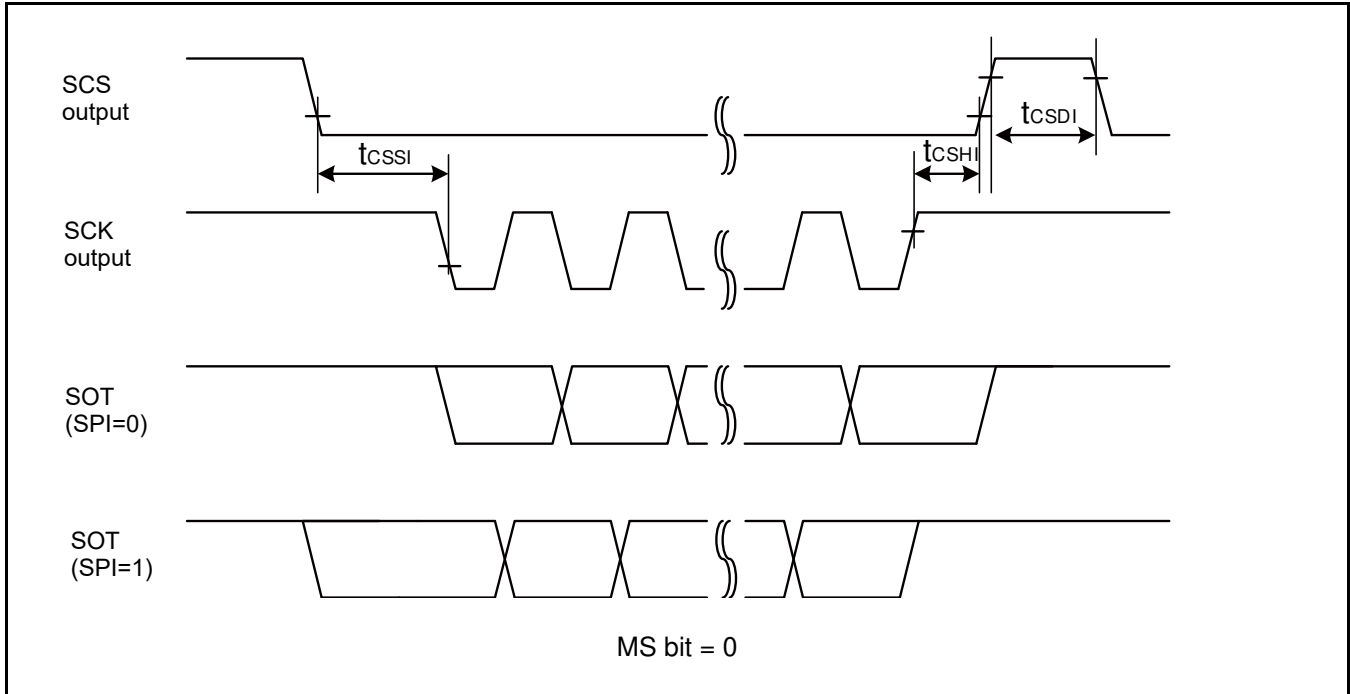 SCS
output
tCSDI
tCSSI
tCSHI
SCK
output
SOT
(SPI=0)
SOT
(SPI=1)
MS bit = 0